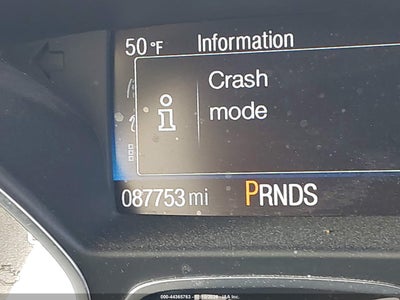 50 °F Information
Crash
mode
i
087753 mi PRNDS